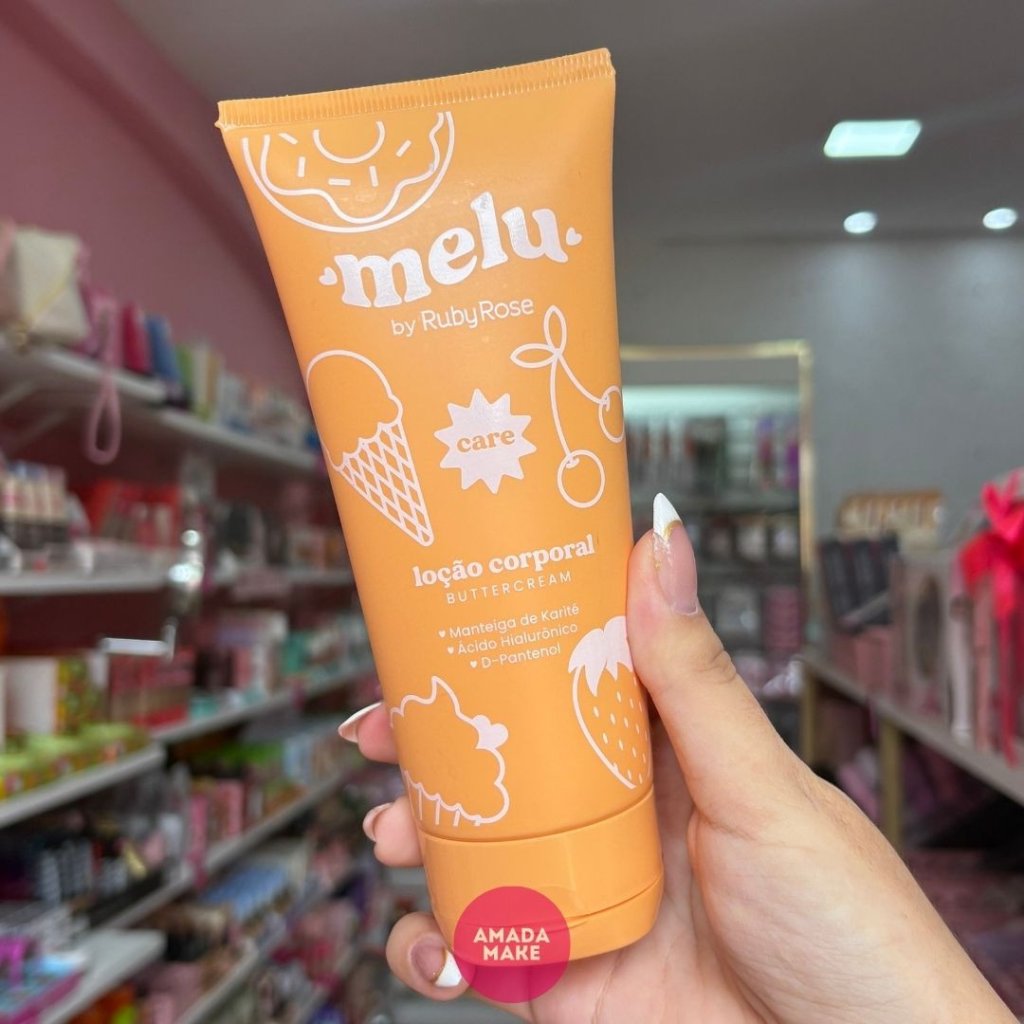 melu
by RubyRose
care
loção corporal
BUTTERCREAM
Manteiga de Karité
Ácido Hialurônico
D-Pantenol
AMADA
MAKE